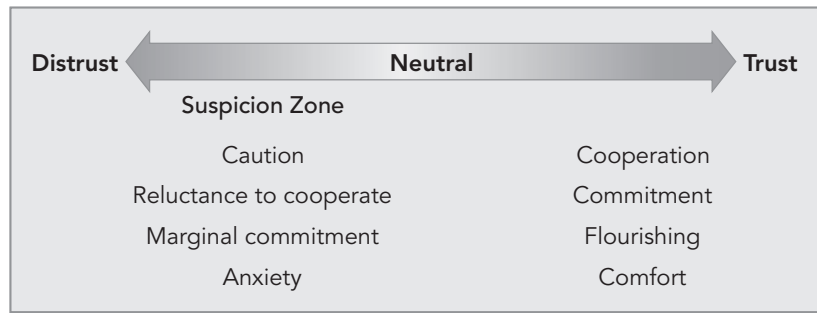 Distrust Neutral Trust
Suspicion Zone
Caution Cooperation
Reluctance to cooperate Commitment
Marginal commitment Flourishing
Anxiety Comfort